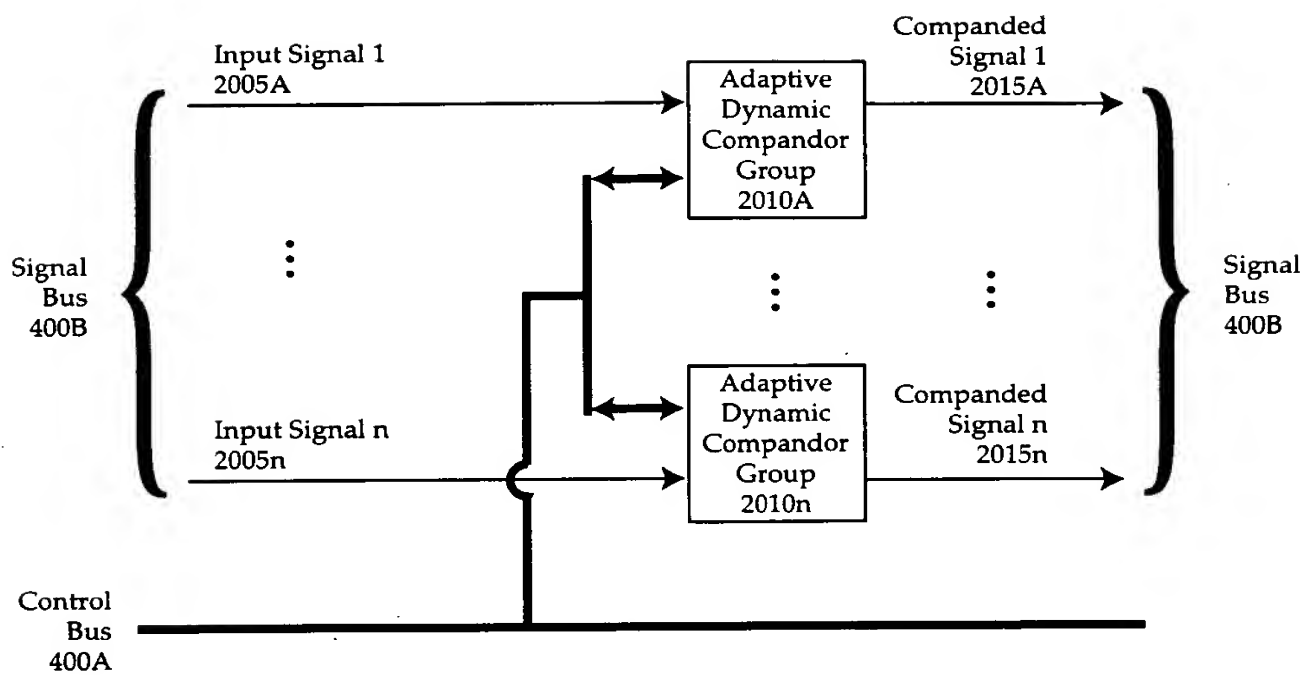 Input Signal 1
2005A
Companded
Signal 1
2015A
Adaptive
Dynamic
Compandor
Group
2010A
Signal
Bus
400B
Signal
Bus
400B
Input Signal n
2005n
Adaptive
Dynamic
Compandor
Group
2010n
Companded
Signal n
2015n
Control
Bus
400A